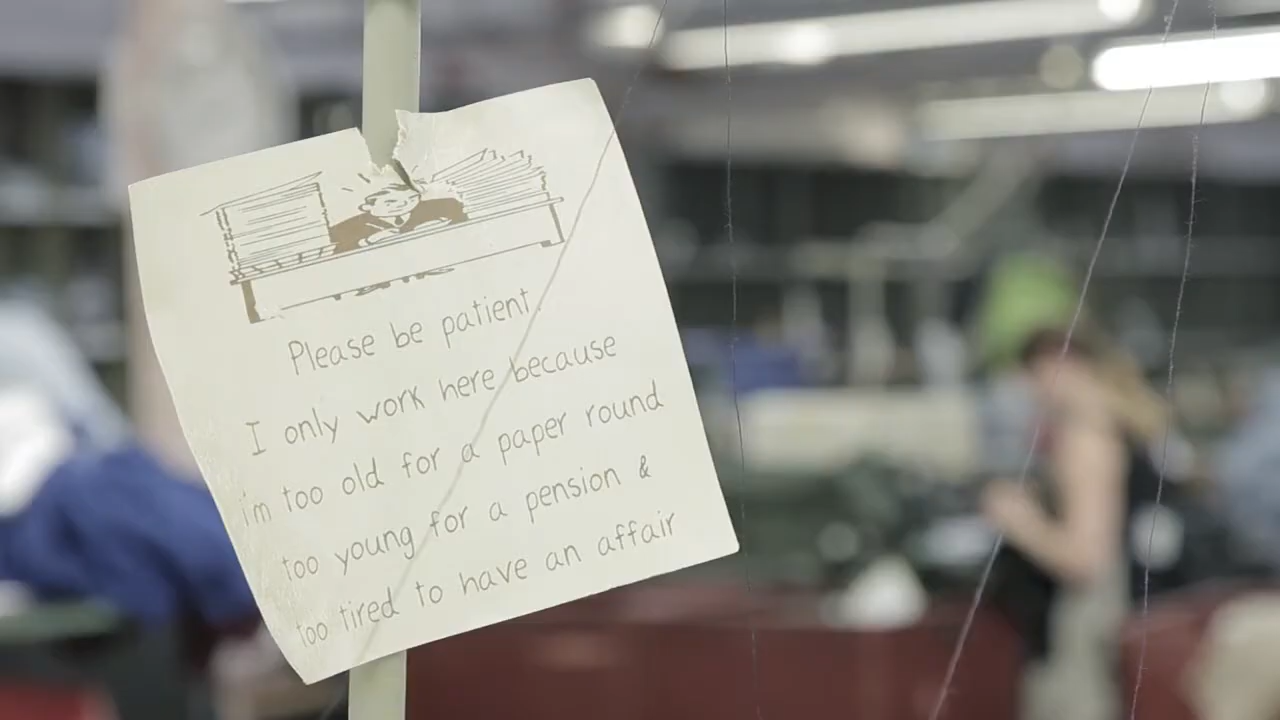 Please be patient.
I only work here because
i'm too old for a paper round
too young for a pension &
too tired to have an affair